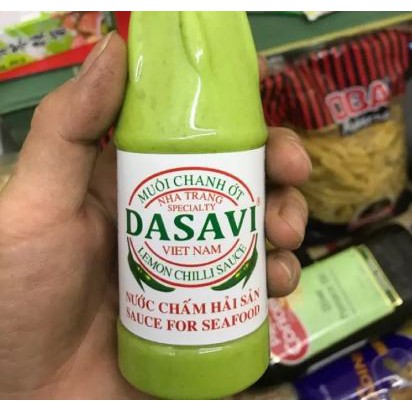 MUỐI CHANH ỚT
NHA TRANG
SPECIALTY
DASAVI®
VIET NAM
LEMON CHILLI SAUCE
NƯỚC CHẤM HẢI SẢN
SAUCE FOR SEAFOOD
OBA